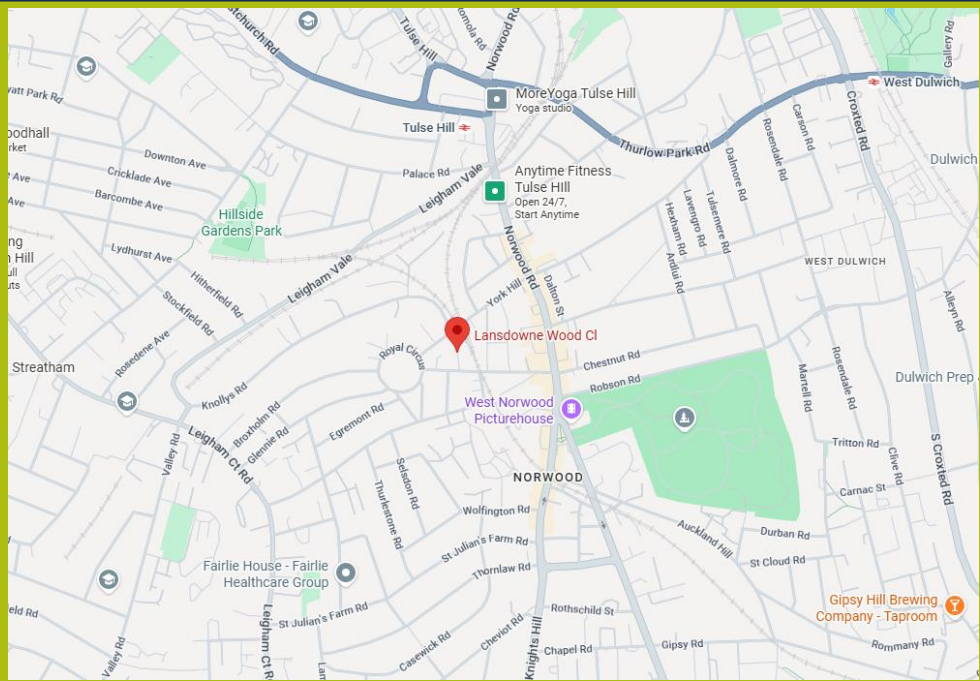 Tulse Hill
Romola Rd
Norwood Rd
Gallery Rd
West Dulwich
MoreYoga Tulse Hill
Yoga studio
Tulse Hill
Thurlow Park Rd
Carson Rd
Rosendale Rd
Croxted Rd
Dulwich
Downton Ave
Cricklade Ave
Barcombe Ave
Palace Rd
Leigham Vale
Anytime Fitness
Tulse Hill
Open 24/7,
Start Anytime
Dalmore Rd
Tulsemere Rd
Lavengro Rd
Hexham Rd
Ardlui Rd
Hillside
Gardens Park
Lydhurst Ave
Hitherfield Rd
Stockfield Rd
Leigham Vale
Norwood Rd
York Hill
Dalton St
WEST DULWICH
Alleyn Rd
Rosedene Ave
Lansdowne Wood Cl
Streatham
Royal Circus
Chestnut Rd
Robson Rd
Knollys Rd
Broxholm Rd
Glennie Rd
Egremont Rd
West Norwood
Picturehouse
Martell Rd
Rosendale Rd
Dulwich Prep
Leigham Ct Rd
Valley Rd
Selsdon Rd
Thurlestone Rd
NORWOOD
Tritton Rd
Clive Rd
S Croxted Rd
Carnac St
Wolfington Rd
Auckland Hill
Durban Rd
St Cloud Rd
St Julian's Farm Rd
Thornlaw Rd
Fairlie House - Fairlie
Healthcare Group
St Julian's Farm Rd
Leigham Ct R
Valley Rd
Casewick Rd
Cheviot Rd
Knights Hill
Rothschild St
Chapel Rd
Gipsy Rd
Gipsy Hill Brewing
Company - Taproom
Rommany Rd